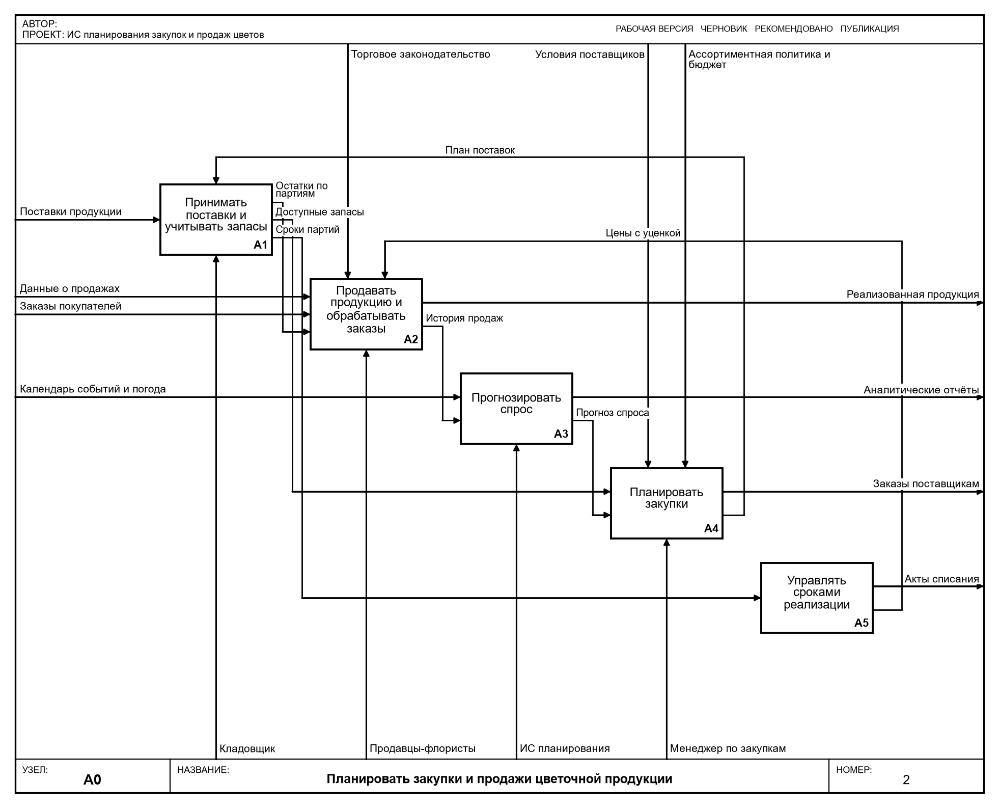 АВТОР:
ПРОЕКТ: ИС планирования закупок и продаж цветов
РАБОЧАЯ ВЕРСИЯ ЧЕРНОВИК РЕКОМЕНДОВАНО ПУБЛИКАЦИЯ
Торговое законодательство
Условия поставщиков
Ассортиментная политика и
бюджет
План поставок
Принимать
поставки и
учитывать запасы
A1
Остатки по
партиям
Доступные запасы
Сроки партий
Поставки продукции
Цены с уценкой
Данные о продажах
Заказы покупателей
Продавать
продукцию и
обрабатывать
заказы
A2
Реализованная продукция
История продаж
Календарь событий и погода
Прогнозировать
спрос
A3
Аналитические отчёты
Прогноз спроса
Планировать
закупки
A4
Заказы поставщикам
Управлять
сроками
реализации
A5
Акты списания
Кладовщик
Продавцы-флористы
ИС планирования
Менеджер по закупкам
УЗЕЛ:
A0
НАЗВАНИЕ:
Планировать закупки и продажи цветочной продукции
НОМЕР:
2